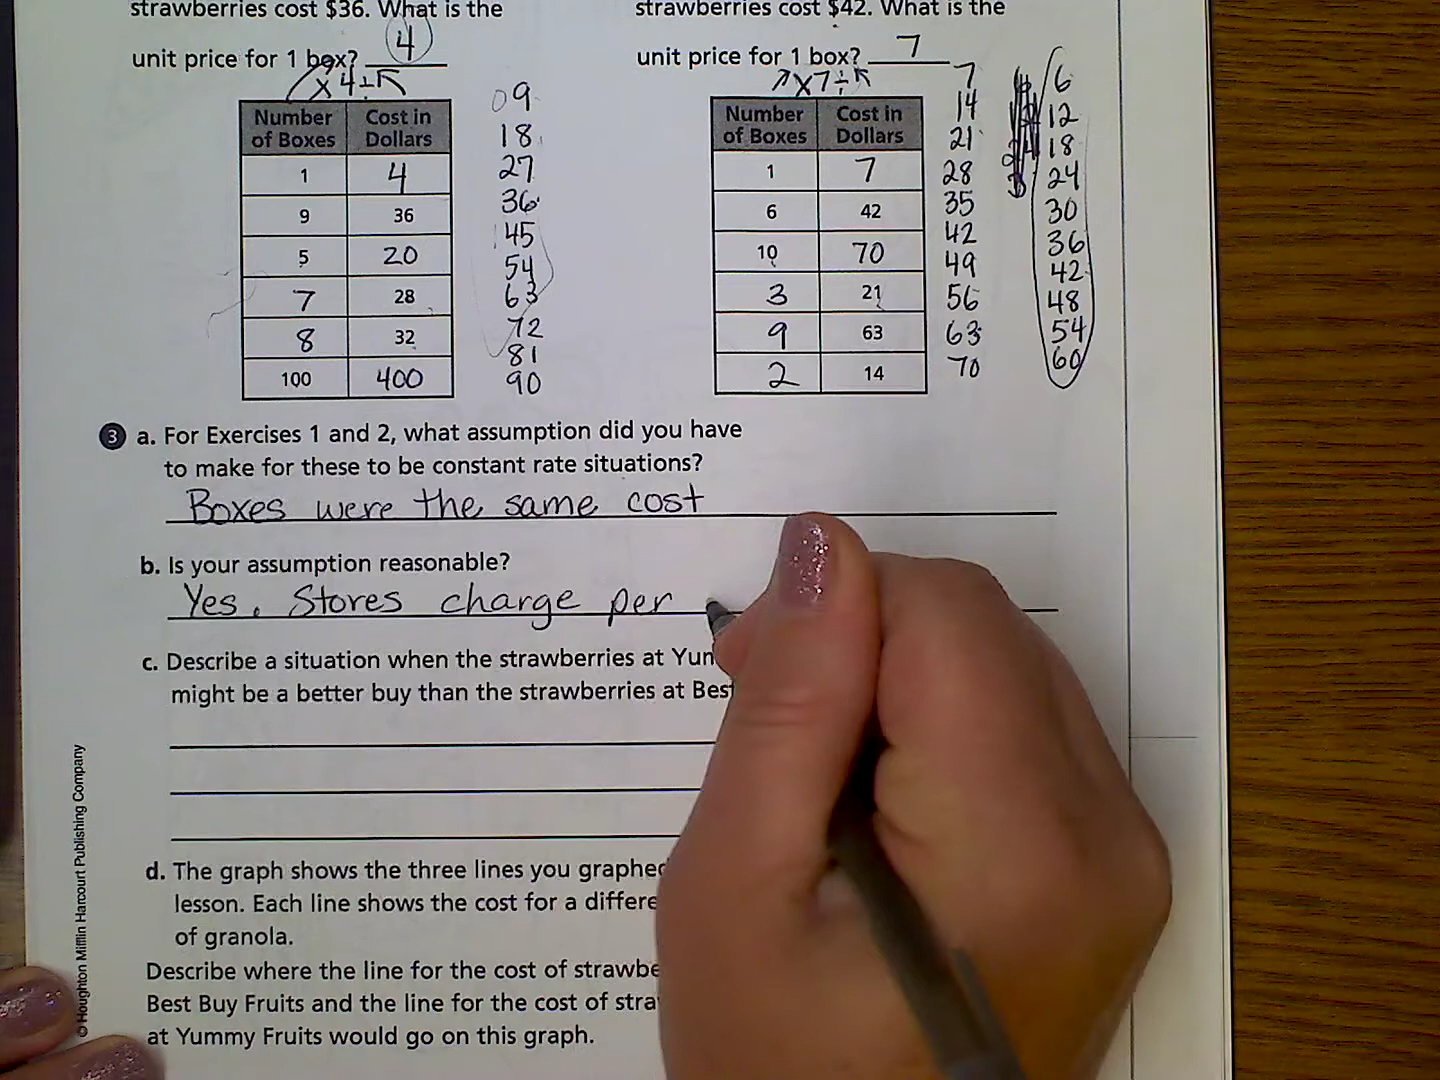 strawberries cost $36. What is the
unit price for 1 box? 4
x 4 ÷
Number of Boxes Cost in Dollars
1 4
9 36
5 20
7 28
8 32
100 400
09
18
27
36
45
54
63
72
81
90
strawberries cost $42. What is the
unit price for 1 box? 7
x7÷
Number of Boxes Cost in Dollars
1 7
6 42
10 70
3 21
9 63
2 14
7
14
21
28
35
42
49
56
63
70
6
12
18
24
30
36
42
48
54
60
3 a. For Exercises 1 and 2, what assumption did you have
to make for these to be constant rate situations?
Boxes were the same cost
b. Is your assumption reasonable?
Yes. Stores charge per
c. Describe a situation when the strawberries at Yum
might be a better buy than the strawberries at Best
d. The graph shows the three lines you graphed
lesson. Each line shows the cost for a differe
of granola.
Describe where the line for the cost of strawbe
Best Buy Fruits and the line for the cost of stra
at Yummy Fruits would go on this graph.
© Houghton Mifflin Harcourt Publishing Company